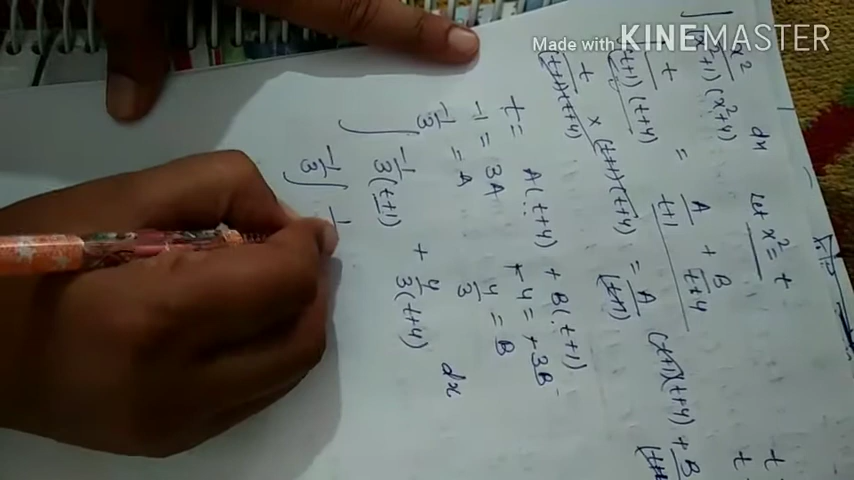 Made with KINEMASTER
∫ x² / (x²+1) (x²+4) dx   Let x² = t
t / (t+1) (t+4) = A / t+1 + B / t+4
t / (t+1)(t+4) × (t+1)(t+4) = A / (t+1) (t+1)(t+4) + B
t = A(t+4) + B(t+1)
-1 = 3A   -4 = -3B
-1/3 = A   4/3 = B
∫ -1 / 3(t+1) + 4 / 3(t+4) dx
-1/3 ∫ 1